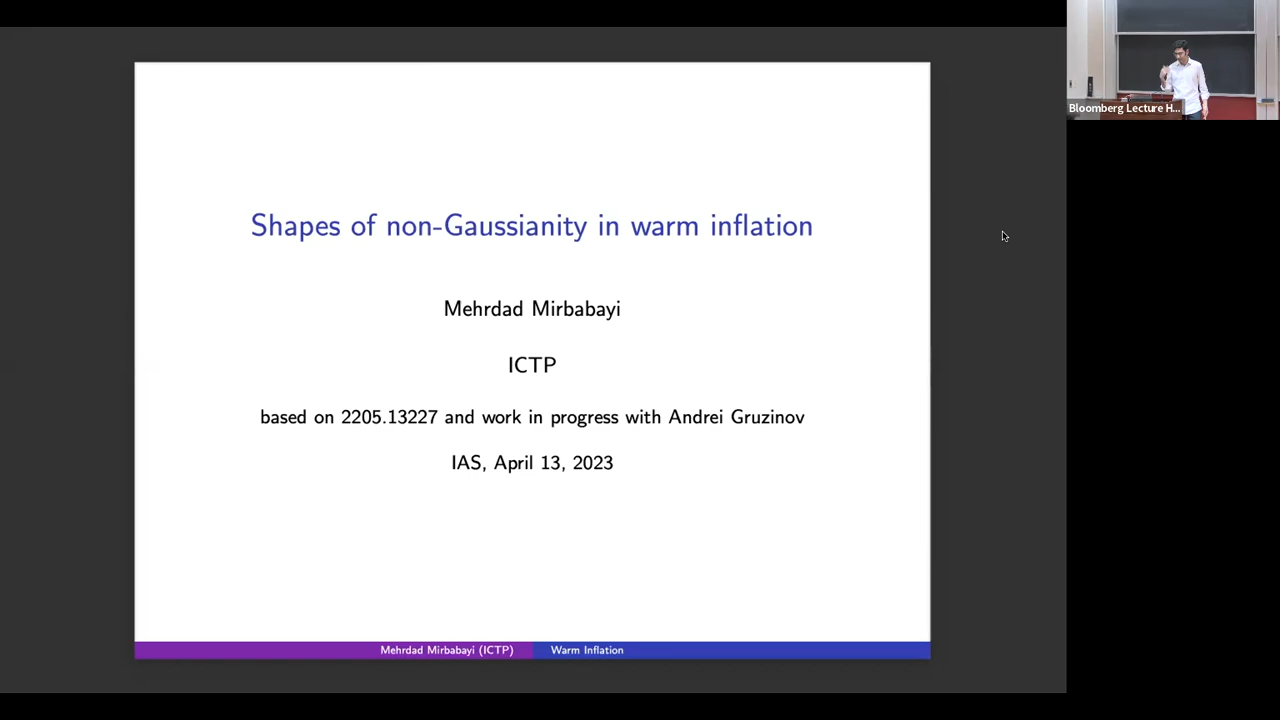 Shapes of non-Gaussianity in warm inflation
Mehrdad Mirbabayi
ICTP
based on 2205.13227 and work in progress with Andrei Gruzinov
IAS, April 13, 2023
Mehrdad Mirbabayi (ICTP)
Warm Inflation
Bloomberg Lecture H...